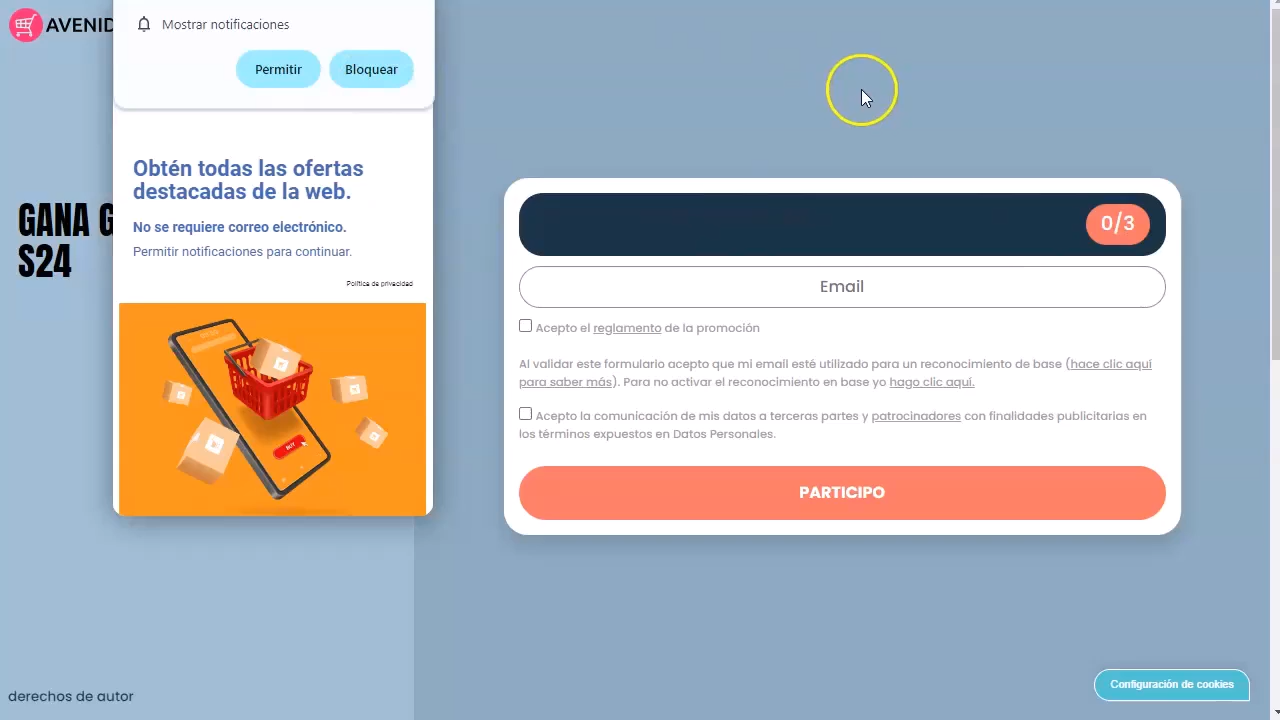 AVENID
Mostrar notificaciones
Permitir
Bloquear
Obtén todas las ofertas
destacadas de la web.
No se requiere correo electrónico.
Permitir notificaciones para continuar.
Política de privacidad
BUY
GANA G
S24
0/3
Email
Acepto el reglamento de la promoción
Al validar este formulario acepto que mi email esté utilizado para un reconocimiento de base (hace clic aquí
para saber más). Para no activar el reconocimiento en base yo hago clic aquí.
Acepto la comunícación de mis datos a terceras partes y patrocinadores con finalidades publicitarias en
los términos expuestos en Datos Personales.
PARTICIPO
Configuración de cookies
derechos de autor